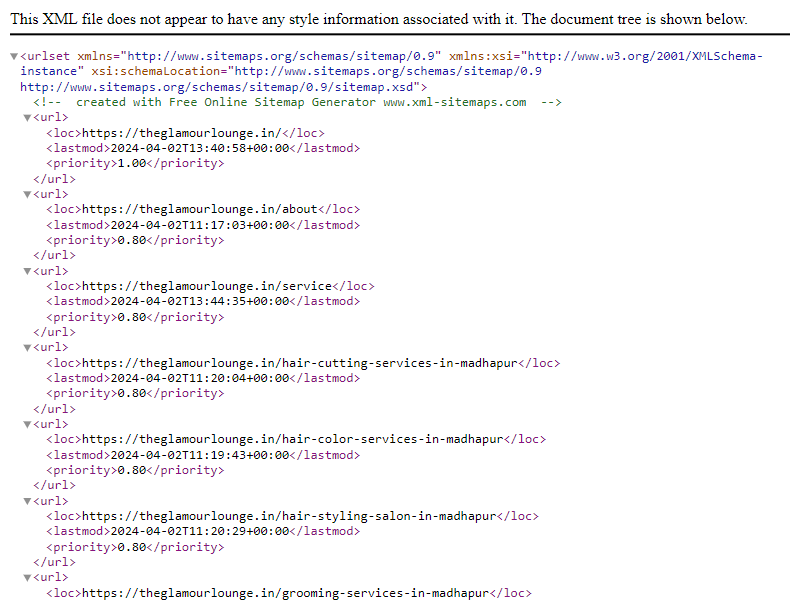 This XML file does not appear to have any style information associated with it. The document tree is shown below.
▼<urlset xmlns="http://www.sitemaps.org/schemas/sitemap/0.9" xmlns:xsi="http://www.w3.org/2001/XMLSchema-
instance" xsi:schemaLocation="http://www.sitemaps.org/schemas/sitemap/0.9
http://www.sitemaps.org/schemas/sitemap/0.9/sitemap.xsd">
<!-- created with Free Online Sitemap Generator www.xml-sitemaps.com -->
▼<url>
<loc>https://theglamourlounge.in/</loc>
<lastmod>2024-04-02T13:40:58+00:00</lastmod>
<priority>1.00</priority>
</url>
▼<url>
<loc>https://theglamourlounge.in/about</loc>
<lastmod>2024-04-02T11:17:03+00:00</lastmod>
<priority>0.80</priority>
</url>
▼<url>
<loc>https://theglamourlounge.in/service</loc>
<lastmod>2024-04-02T13:44:35+00:00</lastmod>
<priority>0.80</priority>
</url>
▼<url>
<loc>https://theglamourlounge.in/hair-cutting-services-in-madhapur</loc>
<lastmod>2024-04-02T11:20:04+00:00</lastmod>
<priority>0.80</priority>
</url>
▼<url>
<loc>https://theglamourlounge.in/hair-color-services-in-madhapur</loc>
<lastmod>2024-04-02T11:19:43+00:00</lastmod>
<priority>0.80</priority>
</url>
▼<url>
<loc>https://theglamourlounge.in/hair-styling-salon-in-madhapur</loc>
<lastmod>2024-04-02T11:20:29+00:00</lastmod>
<priority>0.80</priority>
</url>
▼<url>
<loc>https://theglamourlounge.in/grooming-services-in-madhapur</loc>